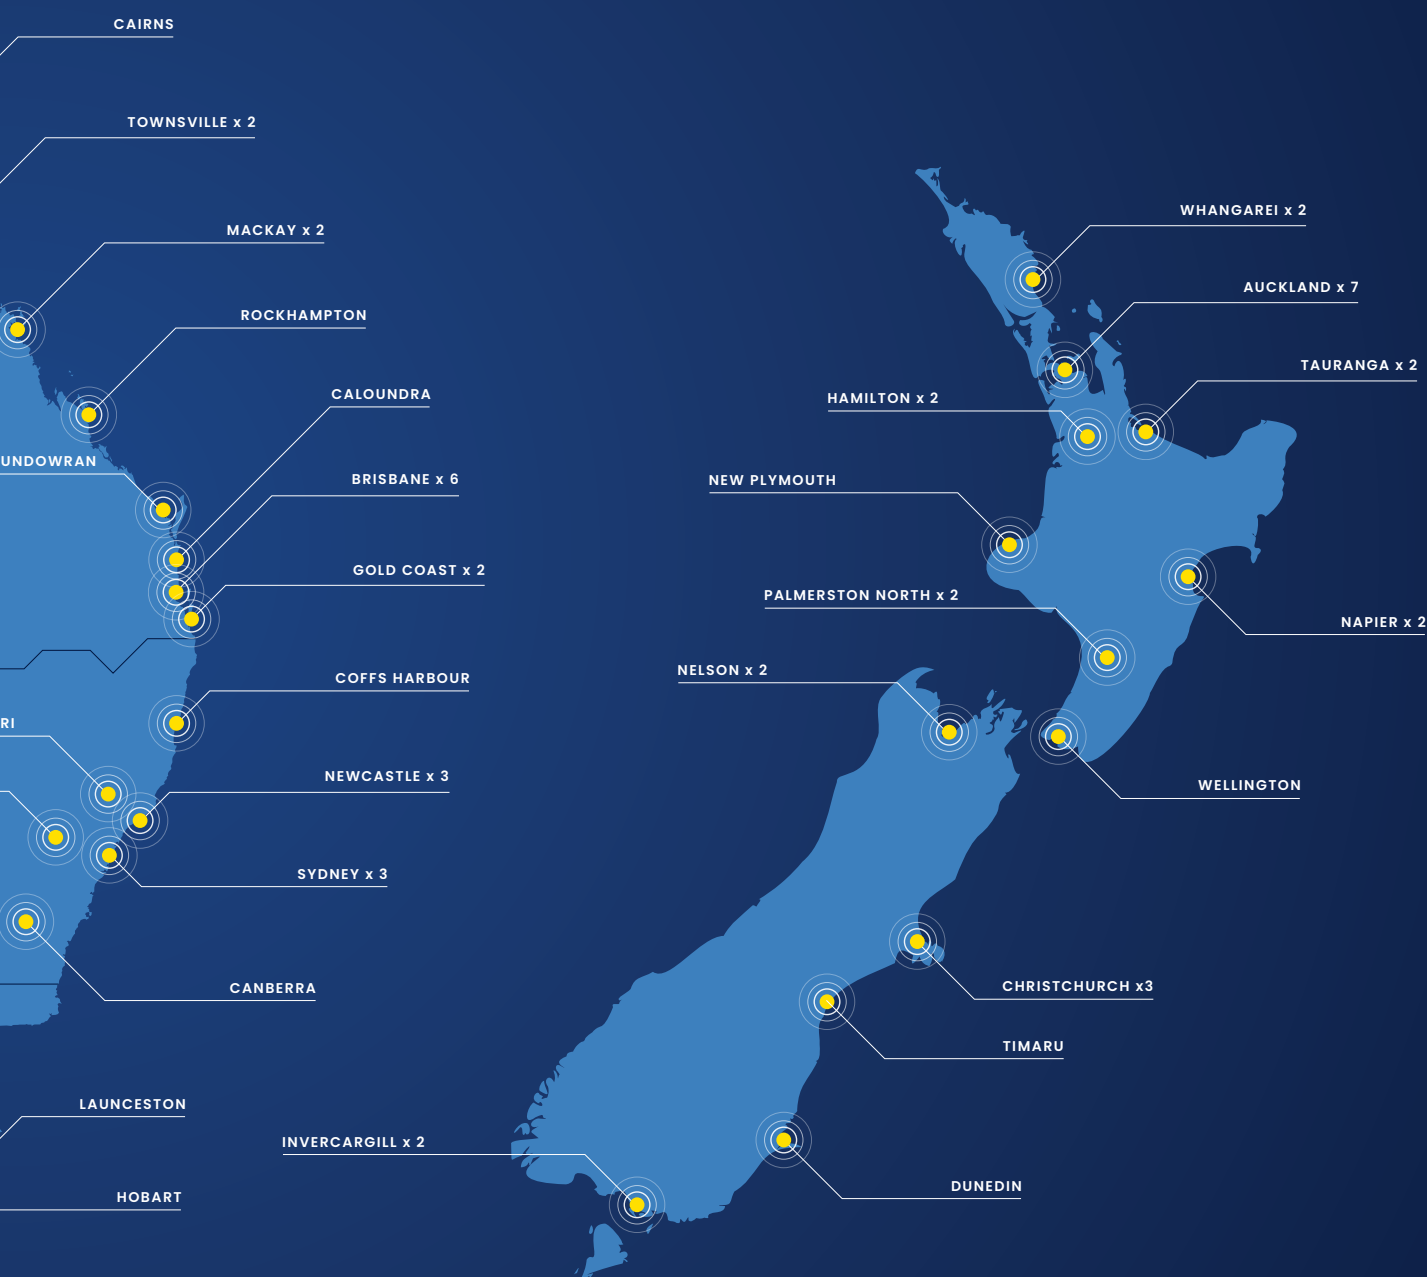 CAIRNS
TOWNSVILLE x 2
MACKAY x 2
ROCKHAMPTON
CALOUNDRA
UNDOWRAN
BRISBANE x 6
GOLD COAST x 2
COFFS HARBOUR
RI
NEWCASTLE x 3
SYDNEY x 3
CANBERRA
LAUNCESTON
HOBART
WHANGAREI x 2
AUCKLAND x 7
TAURANGA x 2
HAMILTON x 2
NEW PLYMOUTH
PALMERSTON NORTH x 2
NAPIER x 2
NELSON x 2
WELLINGTON
CHRISTCHURCH x3
TIMARU
INVERCARGILL x 2
DUNEDIN